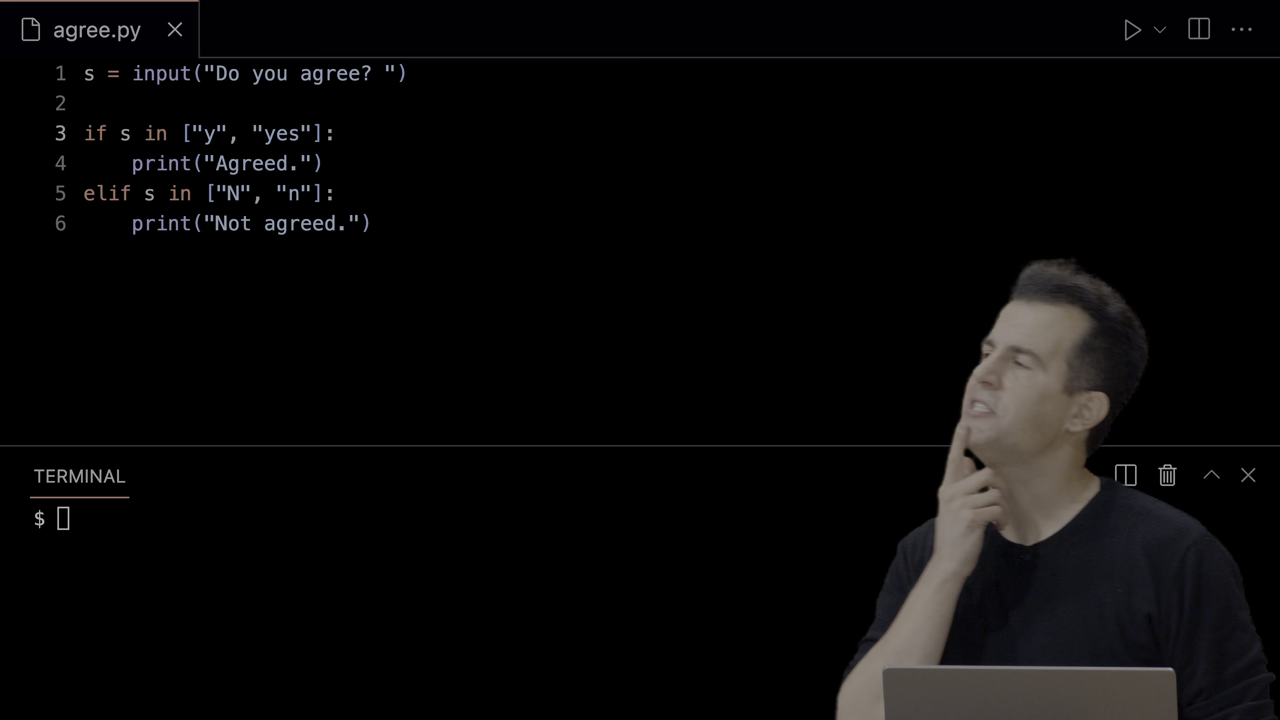 agree.py
1 s = input("Do you agree? ")
2
3 if s in ["y", "yes"]:
4     print("Agreed.")
5 elif s in ["N", "n"]:
6     print("Not agreed.")
TERMINAL
$